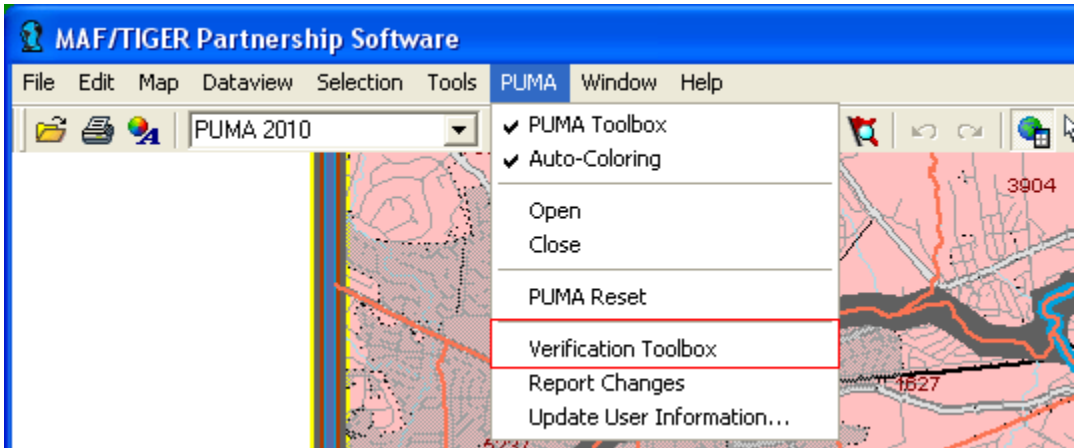 MAF/TIGER Partnership Software
File Edit Map Dataview Selection Tools PUMA Window Help
PUMA 2010
PUMA Toolbox
Auto-Coloring
Open
Close
PUMA Reset
Verification Toolbox
Report Changes
Update User Information...
3904
1627